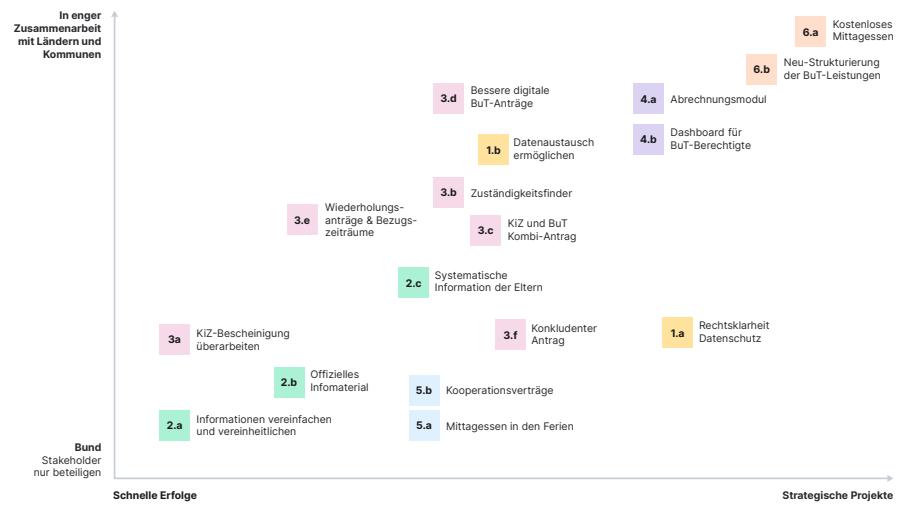 In enger
Zusammenarbeit
mit Ländern und
Kommunen
6.a
Kostenloses
Mittagessen
6.b
Neu-Strukturierung
der BuT-Leistungen
3.d
Bessere digitale
BuT-Anträge
4.a
Abrechnungsmodul
4.b
Dashboard für
BuT-Berechtigte
1.b
Datenaustausch
ermöglichen
3.b
Zuständigkeitsfinder
3.e
Wiederholungs-
anträge & Bezugs-
zeiträume
3.c
KiZ und BuT
Kombi-Antrag
2.c
Systematische
Information der Eltern
3a
KiZ-Bescheinigung
überarbeiten
3.f
Konkludenter
Antrag
1.a
Rechtsklarheit
Datenschutz
2.b
Offizielles
Infomaterial
5.b
Kooperationsverträge
2.a
Informationen vereinfachen
und vereinheitlichen
5.a
Mittagessen in den Ferien
Bund
Stakeholder
nur beteiligen
Schnelle Erfolge
Strategische Projekte